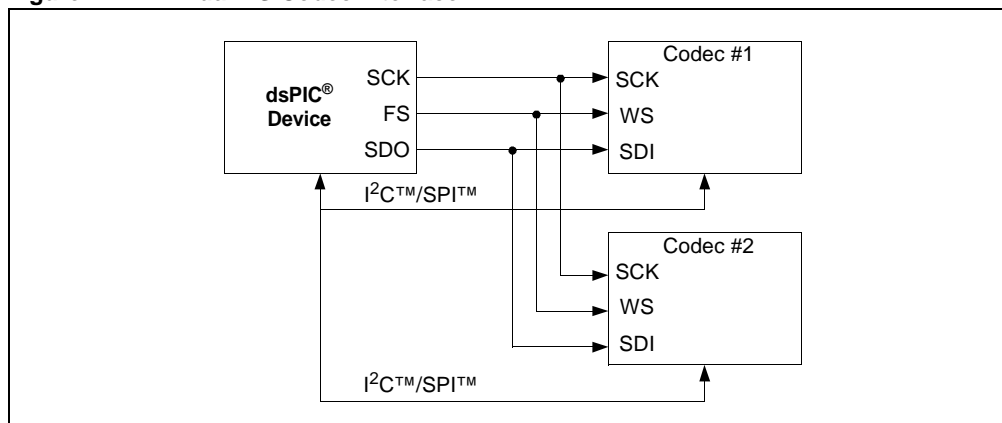 dsPIC®
Device
SCK
FS
SDO
Codec #1
SCK
WS
SDI
I²C™/SPI™
Codec #2
SCK
WS
SDI
I²C™/SPI™